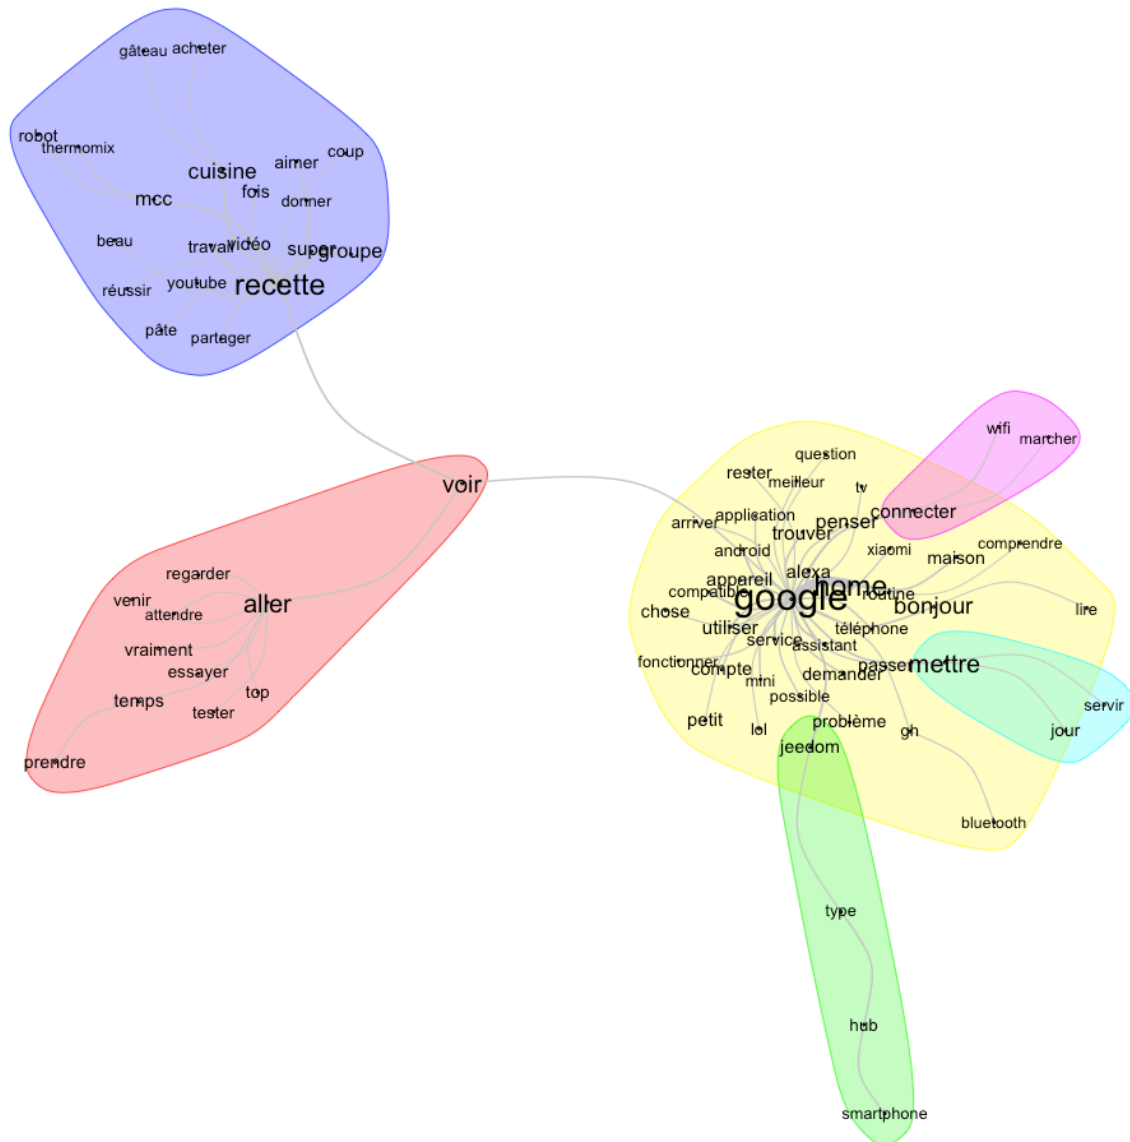 gâteau
acheter
robot
thermomix
cuisine
aimer
coup
mcc
fois
donner
beau
travail
vidéo
super
groupe
réussir
youtube
recette
pâte
partager
voir
regarder
venir
attendre
aller
vraiment
essayer
temps
tester
top
prendre
wifi
marcher
question
rester
meilleur
tv
connecter
arriver
application
penser
trouver
android
xiaomi
maison
comprendre
alexa
appareil
home
compatible
google
routine
bonjour
chose
lire
utiliser
service
téléphone
assistant
fonctionner
compte
mini
demander
passer
mettre
possible
servir
petit
lol
problème
gh
jour
jeedom
bluetooth
type
hub
smartphone